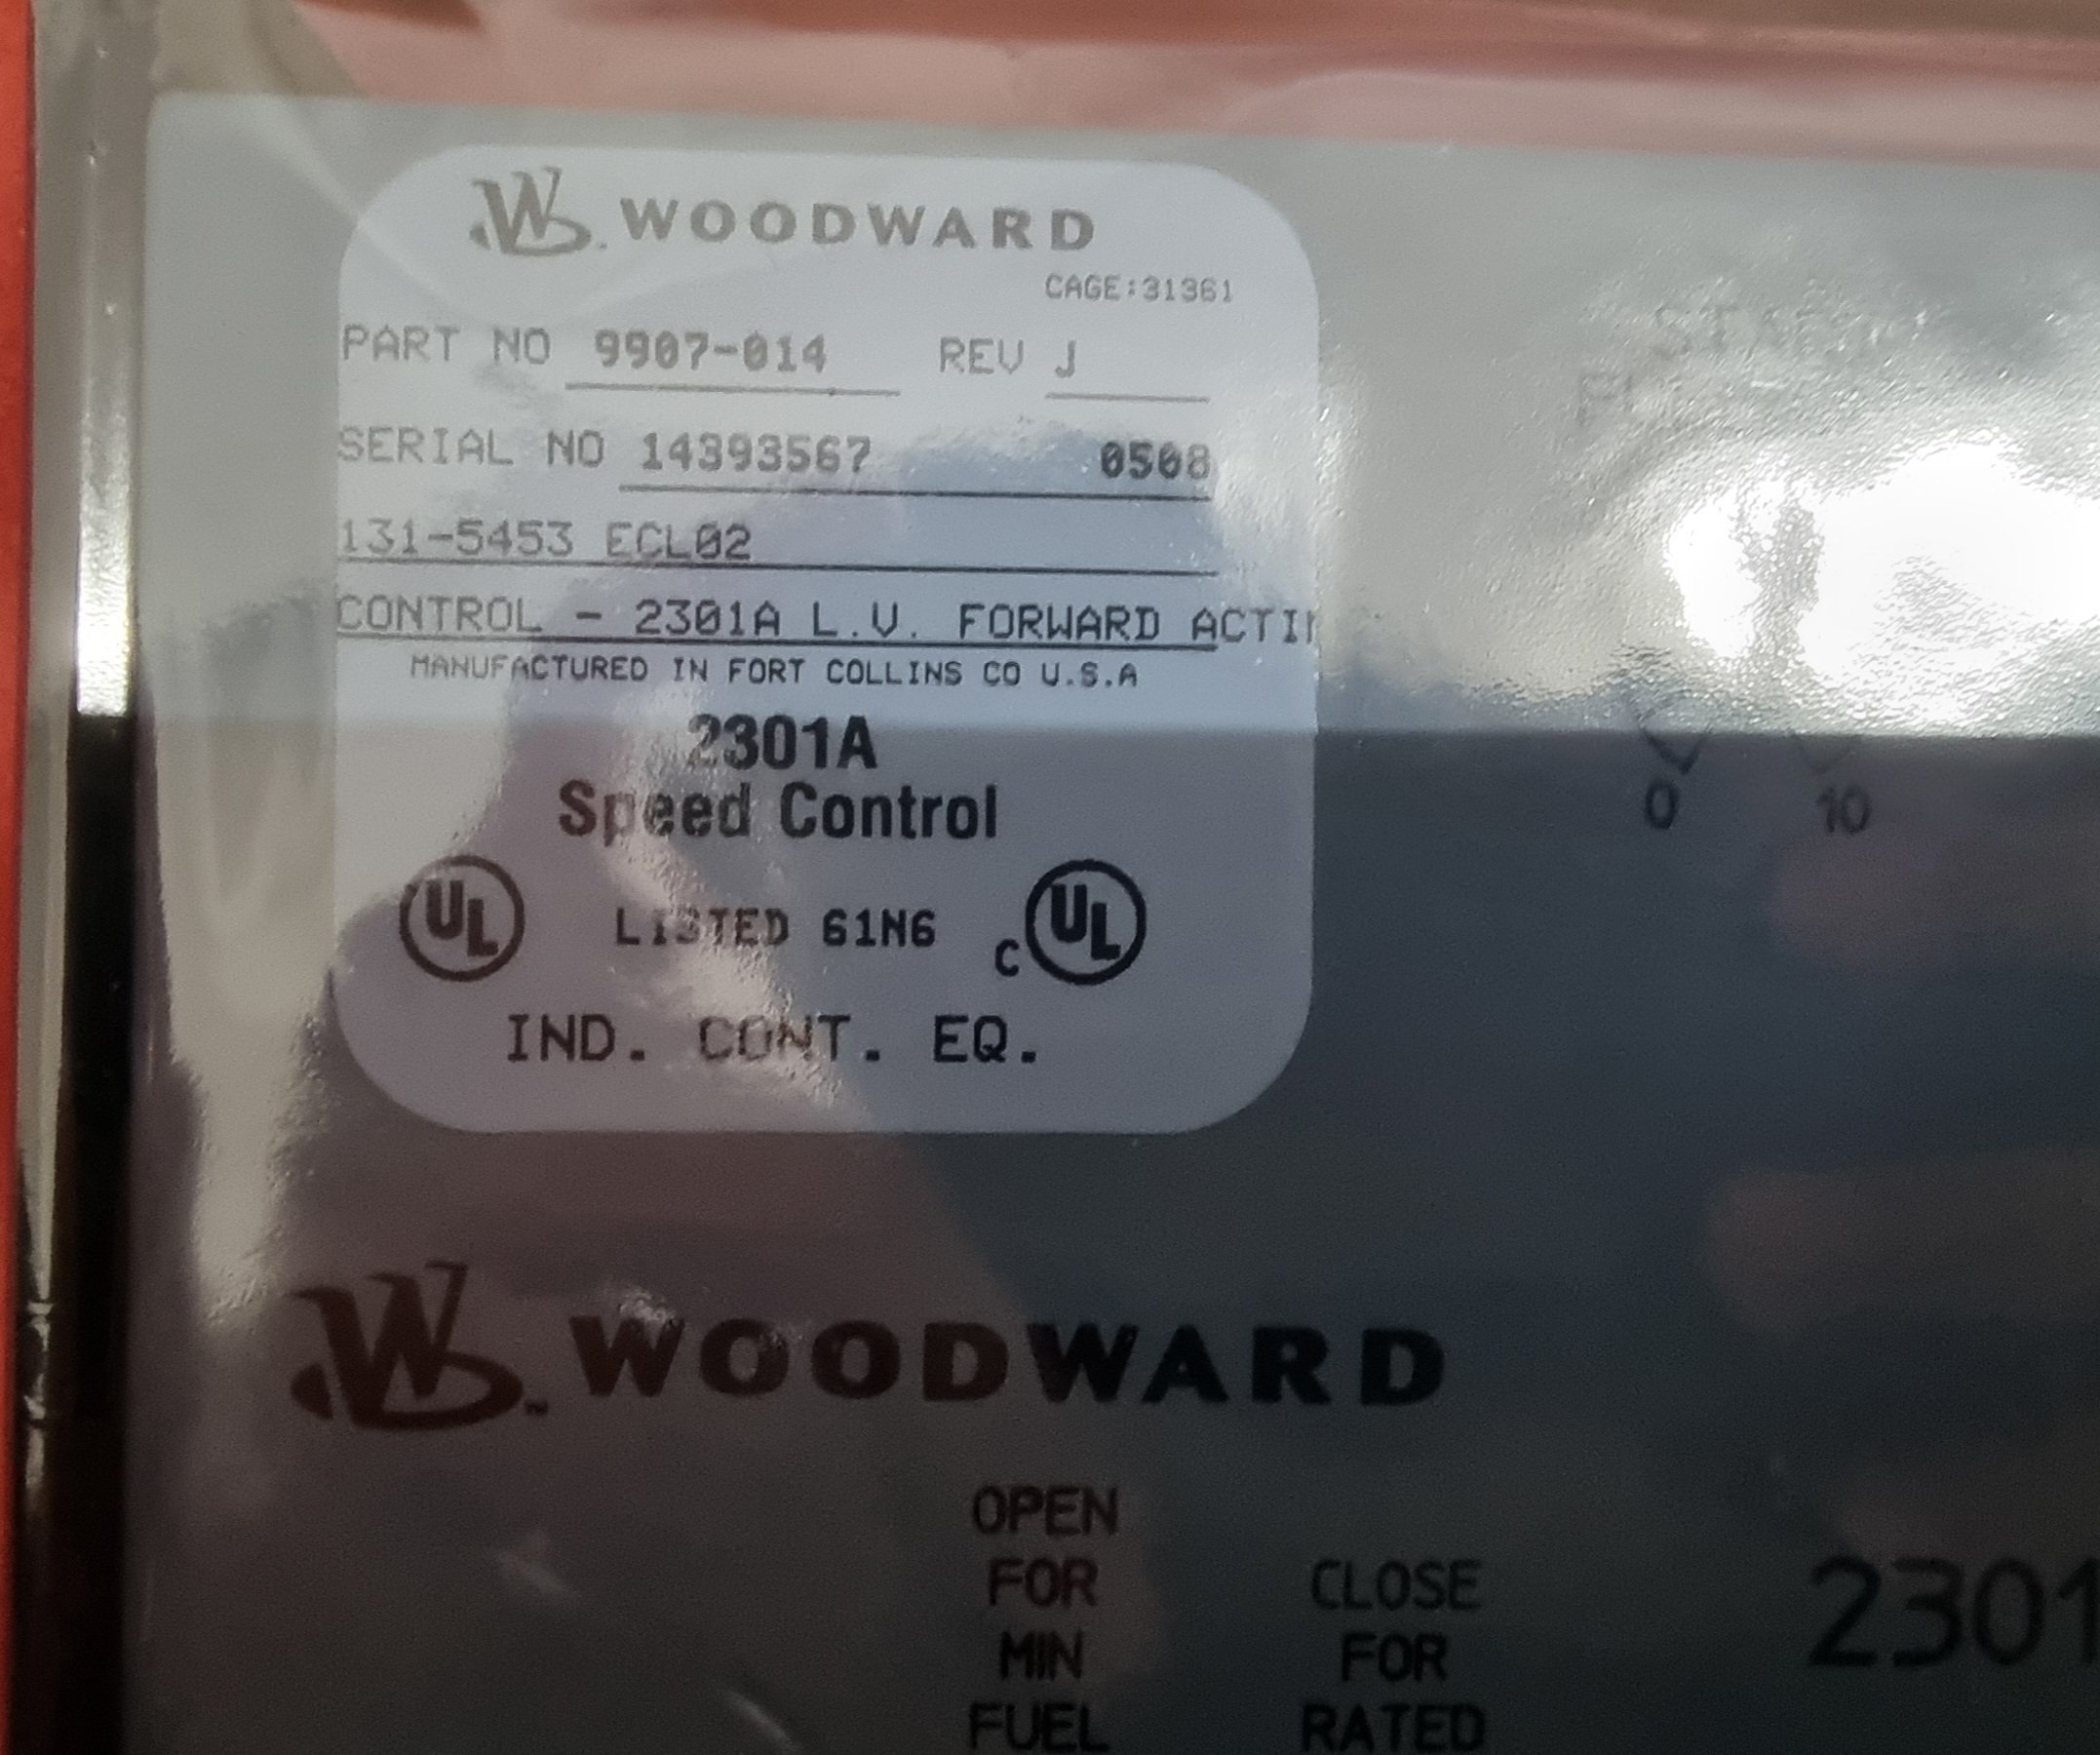 WOODWARD
CAGE:31361
PART NO 9907-014 REV J
SERIAL NO 14393567 0508
131-5453 ECL02
CONTROL - 2301A L.V. FORWARD ACTI
MANUFACTURED IN FORT COLLINS CO U.S.A
2301A
Speed Control
UL LISTED 61N6 C UL
IND. CONT. EQ.
0 10
WOODWARD
OPEN
FOR
MIN
FUEL
CLOSE
FOR
RATED
2301